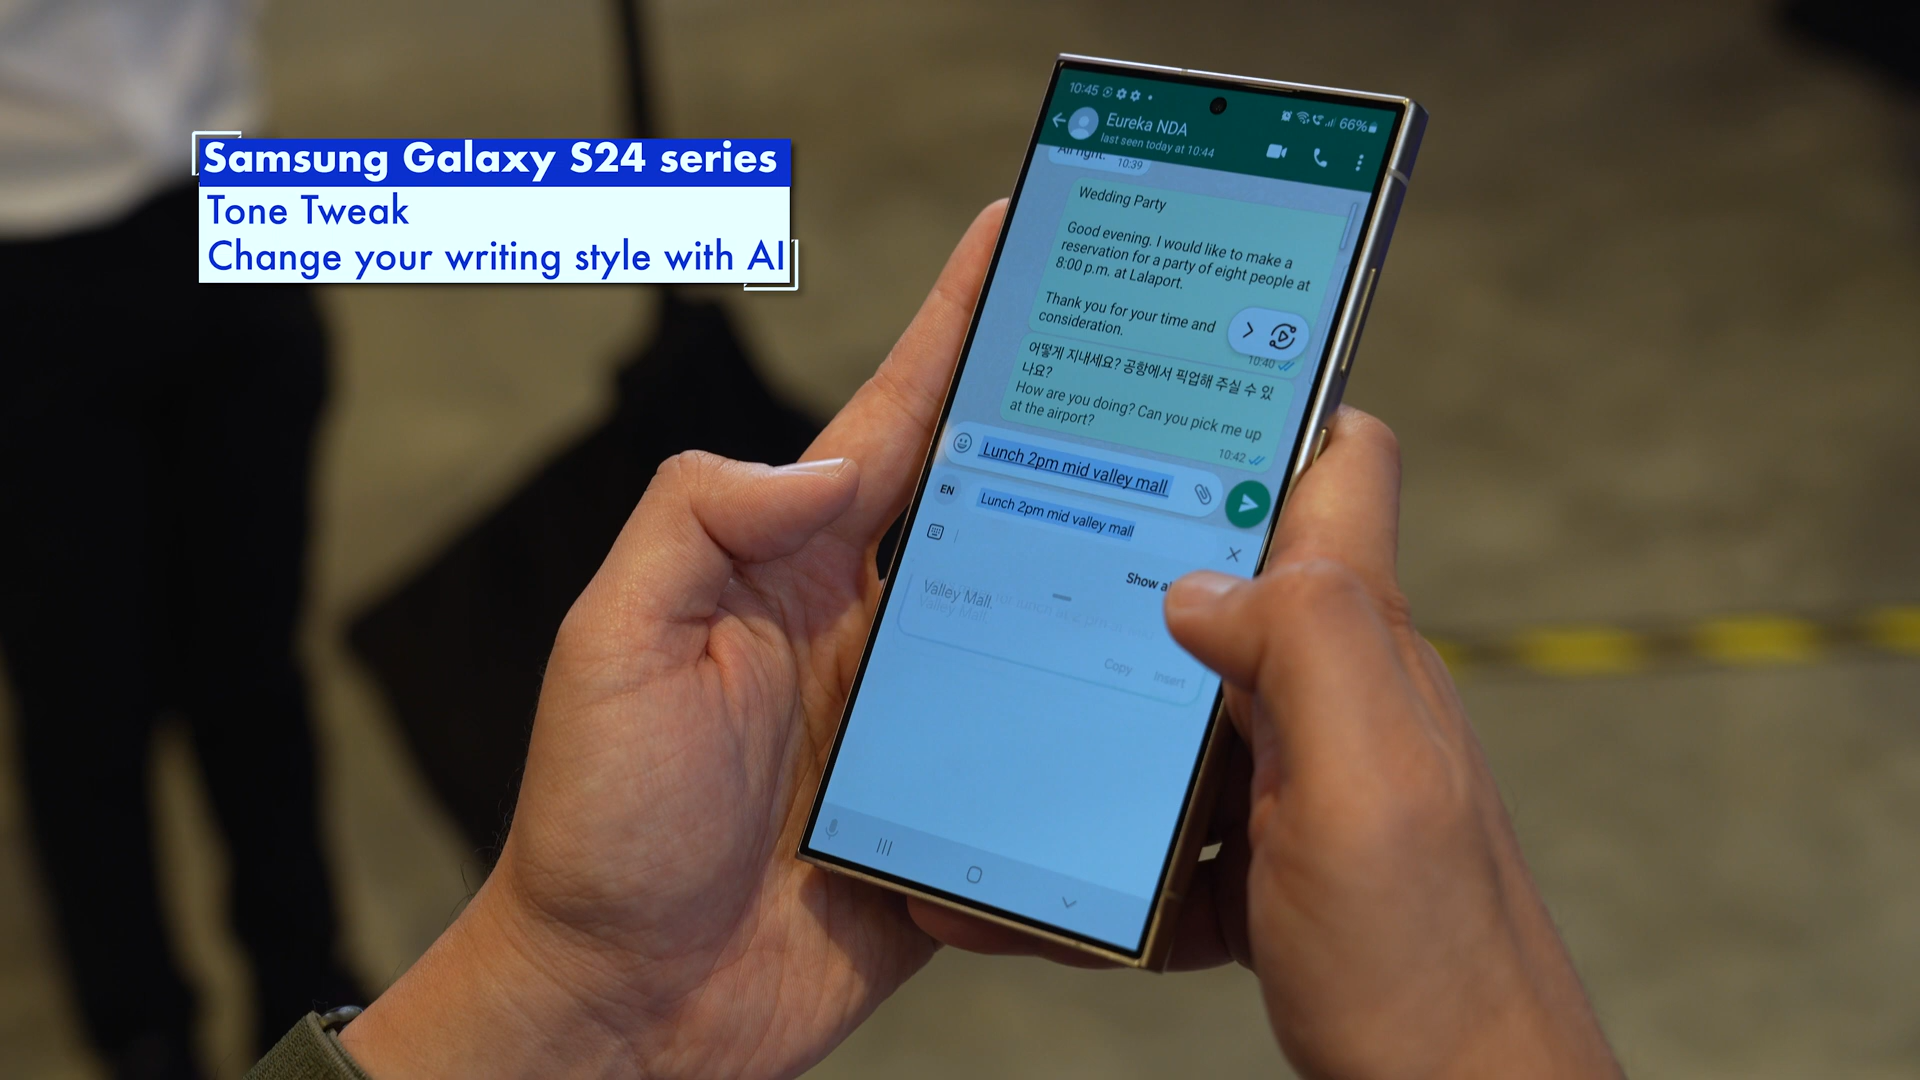 Samsung Galaxy S24 series
Tone Tweak
Change your writing style with AI
10:45
66%
Eureka NDA
last seen today at 10:44
All right.
10:39
Wedding Party
Good evening. I would like to make a
reservation for a party of eight people at
8:00 p.m. at Lalaport.
Thank you for your time and
consideration.
10:40
어떻게 지내세요? 공항에서 픽업해 주실 수 있
나요?
How are you doing? Can you pick me up
at the airport?
10:42
Lunch 2pm mid valley mall
EN
Lunch 2pm mid valley mall
Show
Valley Mall.
Valley Mall.
Copy
Insert